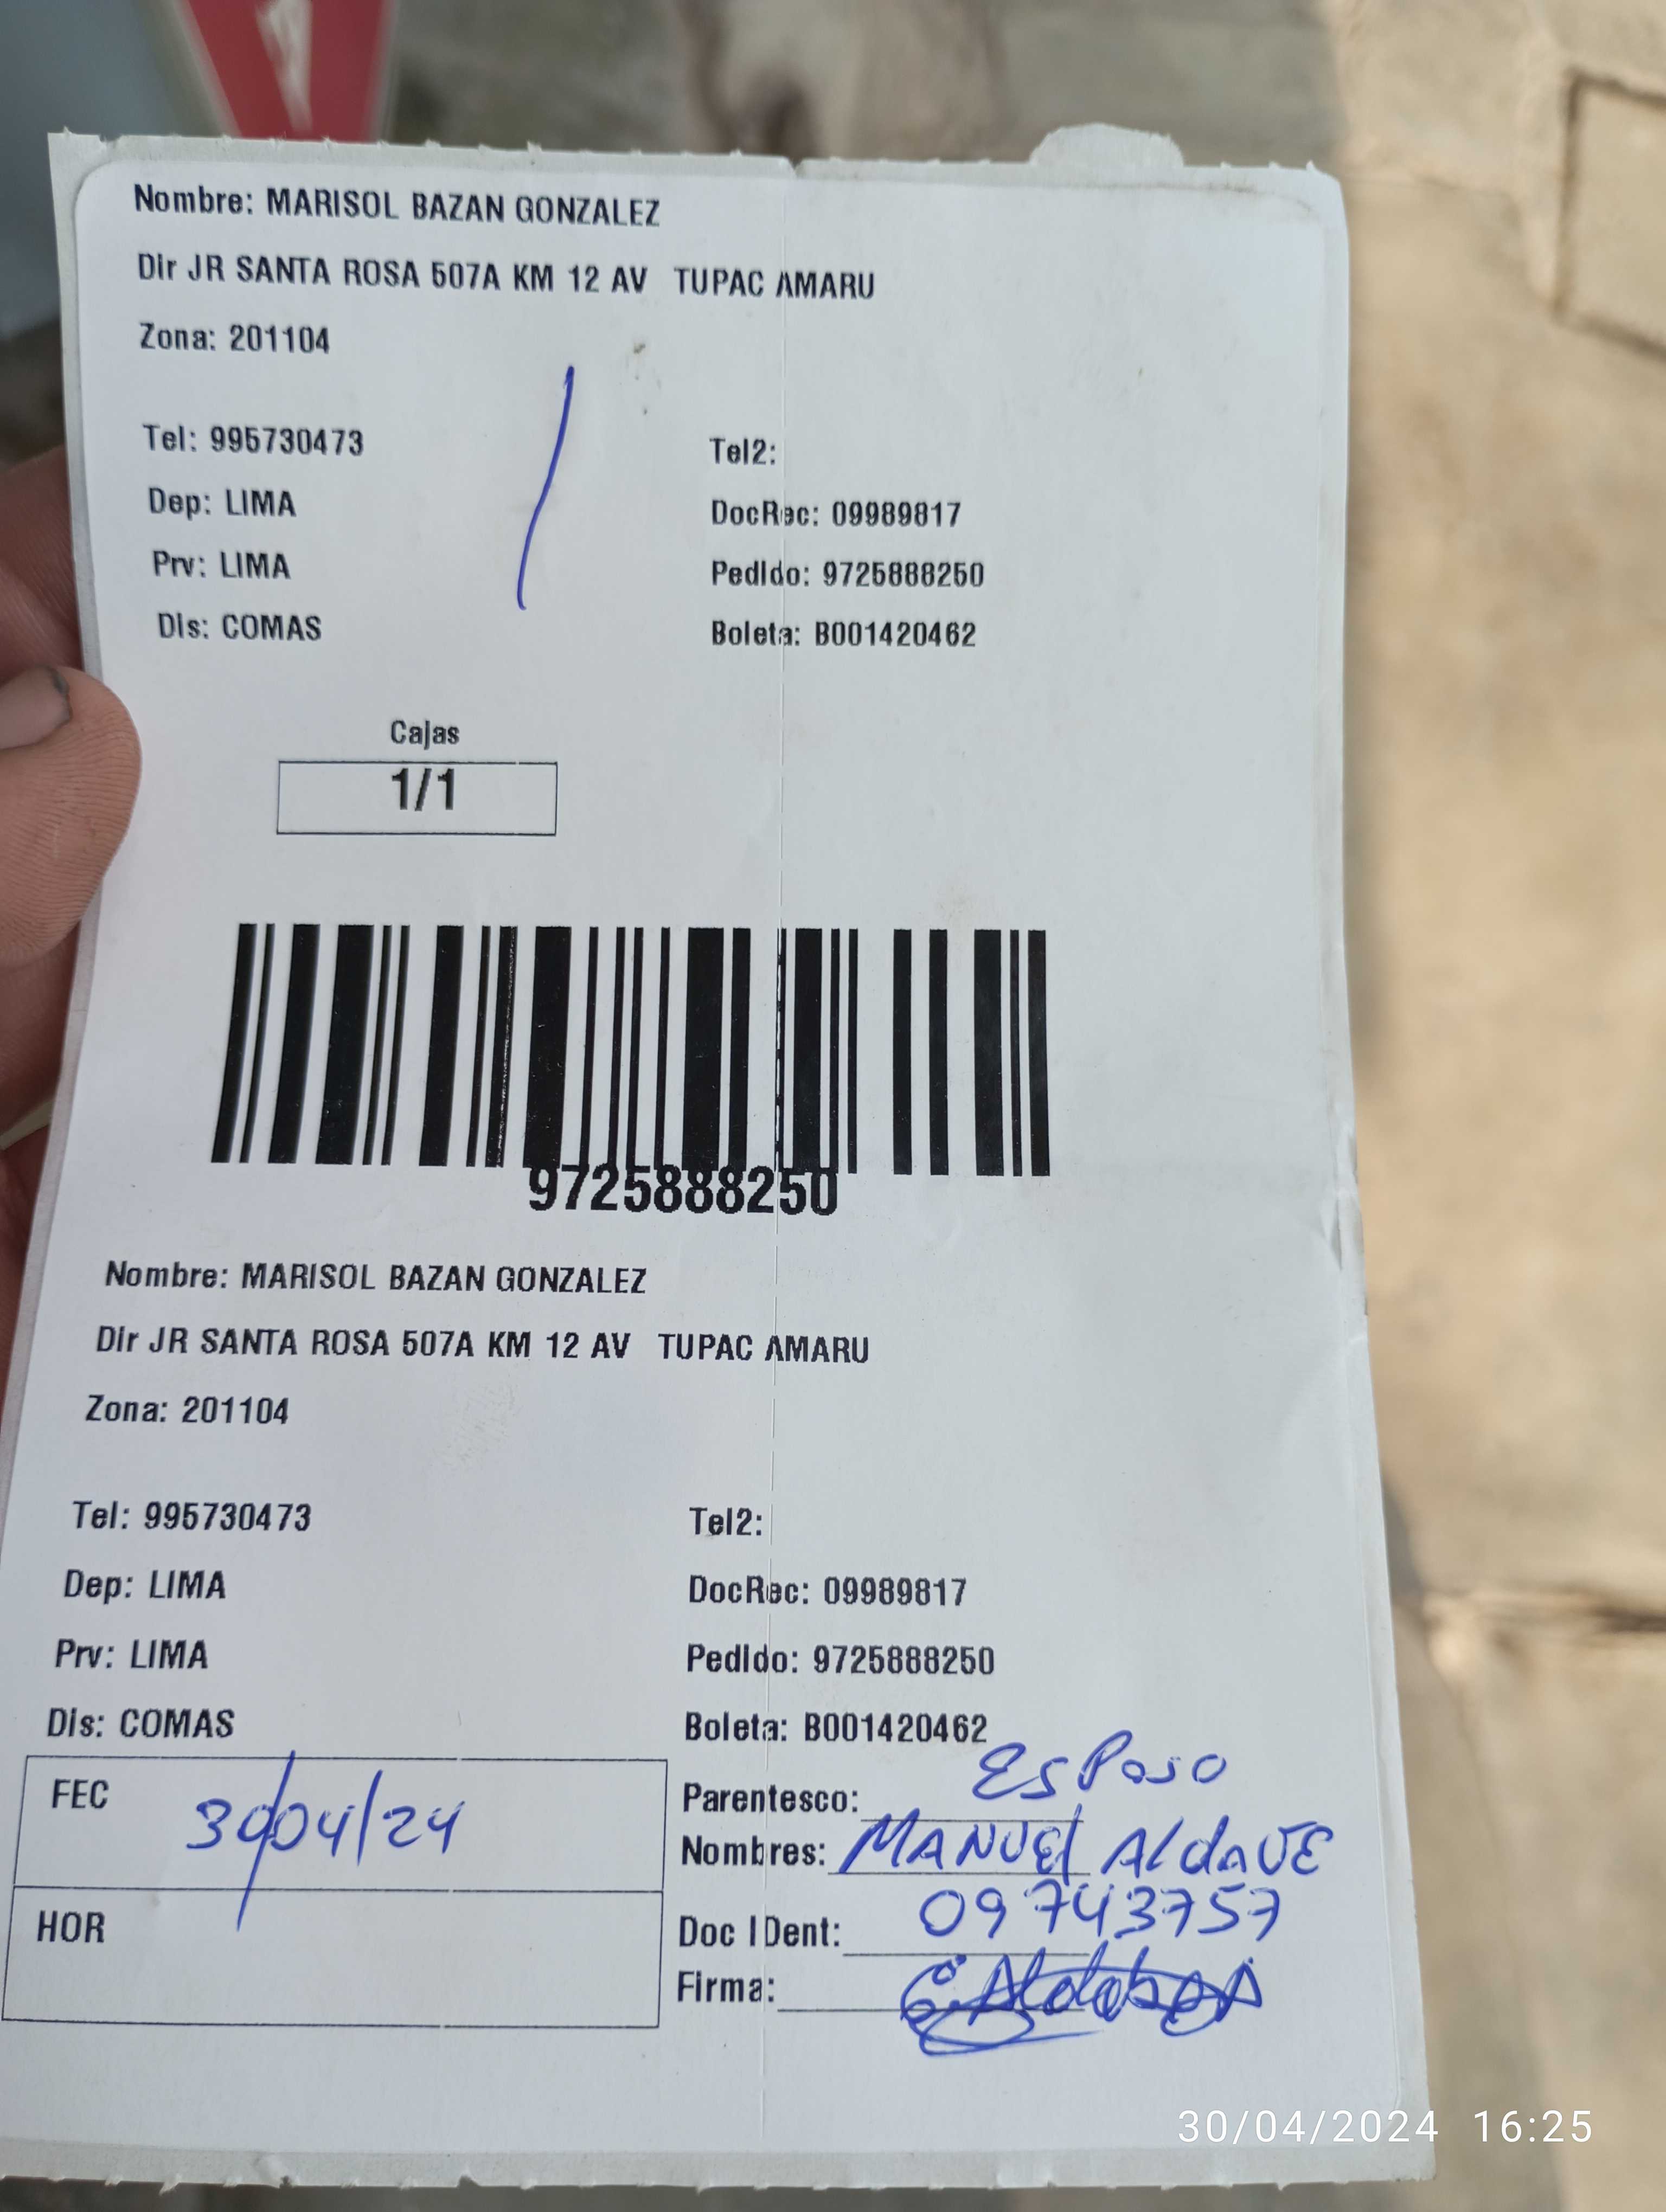 Nombre: MARISOL BAZAN GONZALEZ
Dir JR SANTA ROSA 507A KM 12 AV TUPAC AMARU
Zona: 201104
Tel: 995730473 Tel2:
Dep: LIMA DocRec: 09989817
Prv: LIMA Pedido: 9725888250
Dis: COMAS Boleta: B001420462
Cajas
1/1
9725888250
Nombre: MARISOL BAZAN GONZALEZ
Dir JR SANTA ROSA 507A KM 12 AV TUPAC AMARU
Zona: 201104
Tel: 995730473 Tel2:
Dep: LIMA DocRec: 09989817
Prv: LIMA Pedido: 9725888250
Dis: COMAS Boleta: B001420462
FEC 30/04/24 Parentesco: EsPoso
Nombres: MANUEl AldAVE
HOR Doc IDent: 09743757
Firma:
30/04/2024 16:25